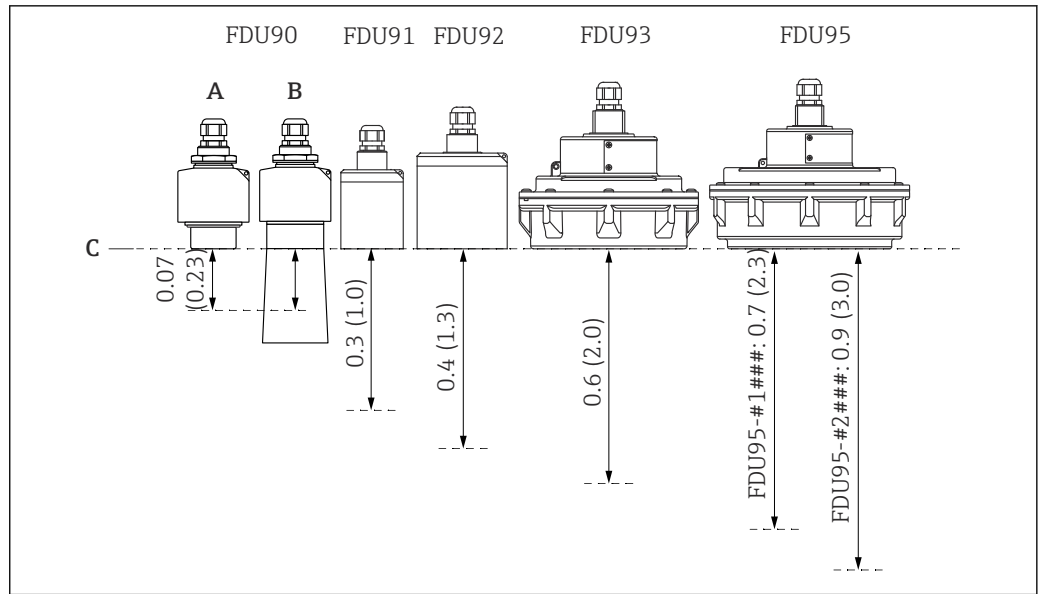 FDU90 FDU91 FDU92 FDU93 FDU95
A B
C
0.07
(0.23)
0.3 (1.0)
0.4 (1.3)
0.6 (2.0)
FDU95-#1###: 0.7 (2.3)
FDU95-#2###: 0.9 (3.0)